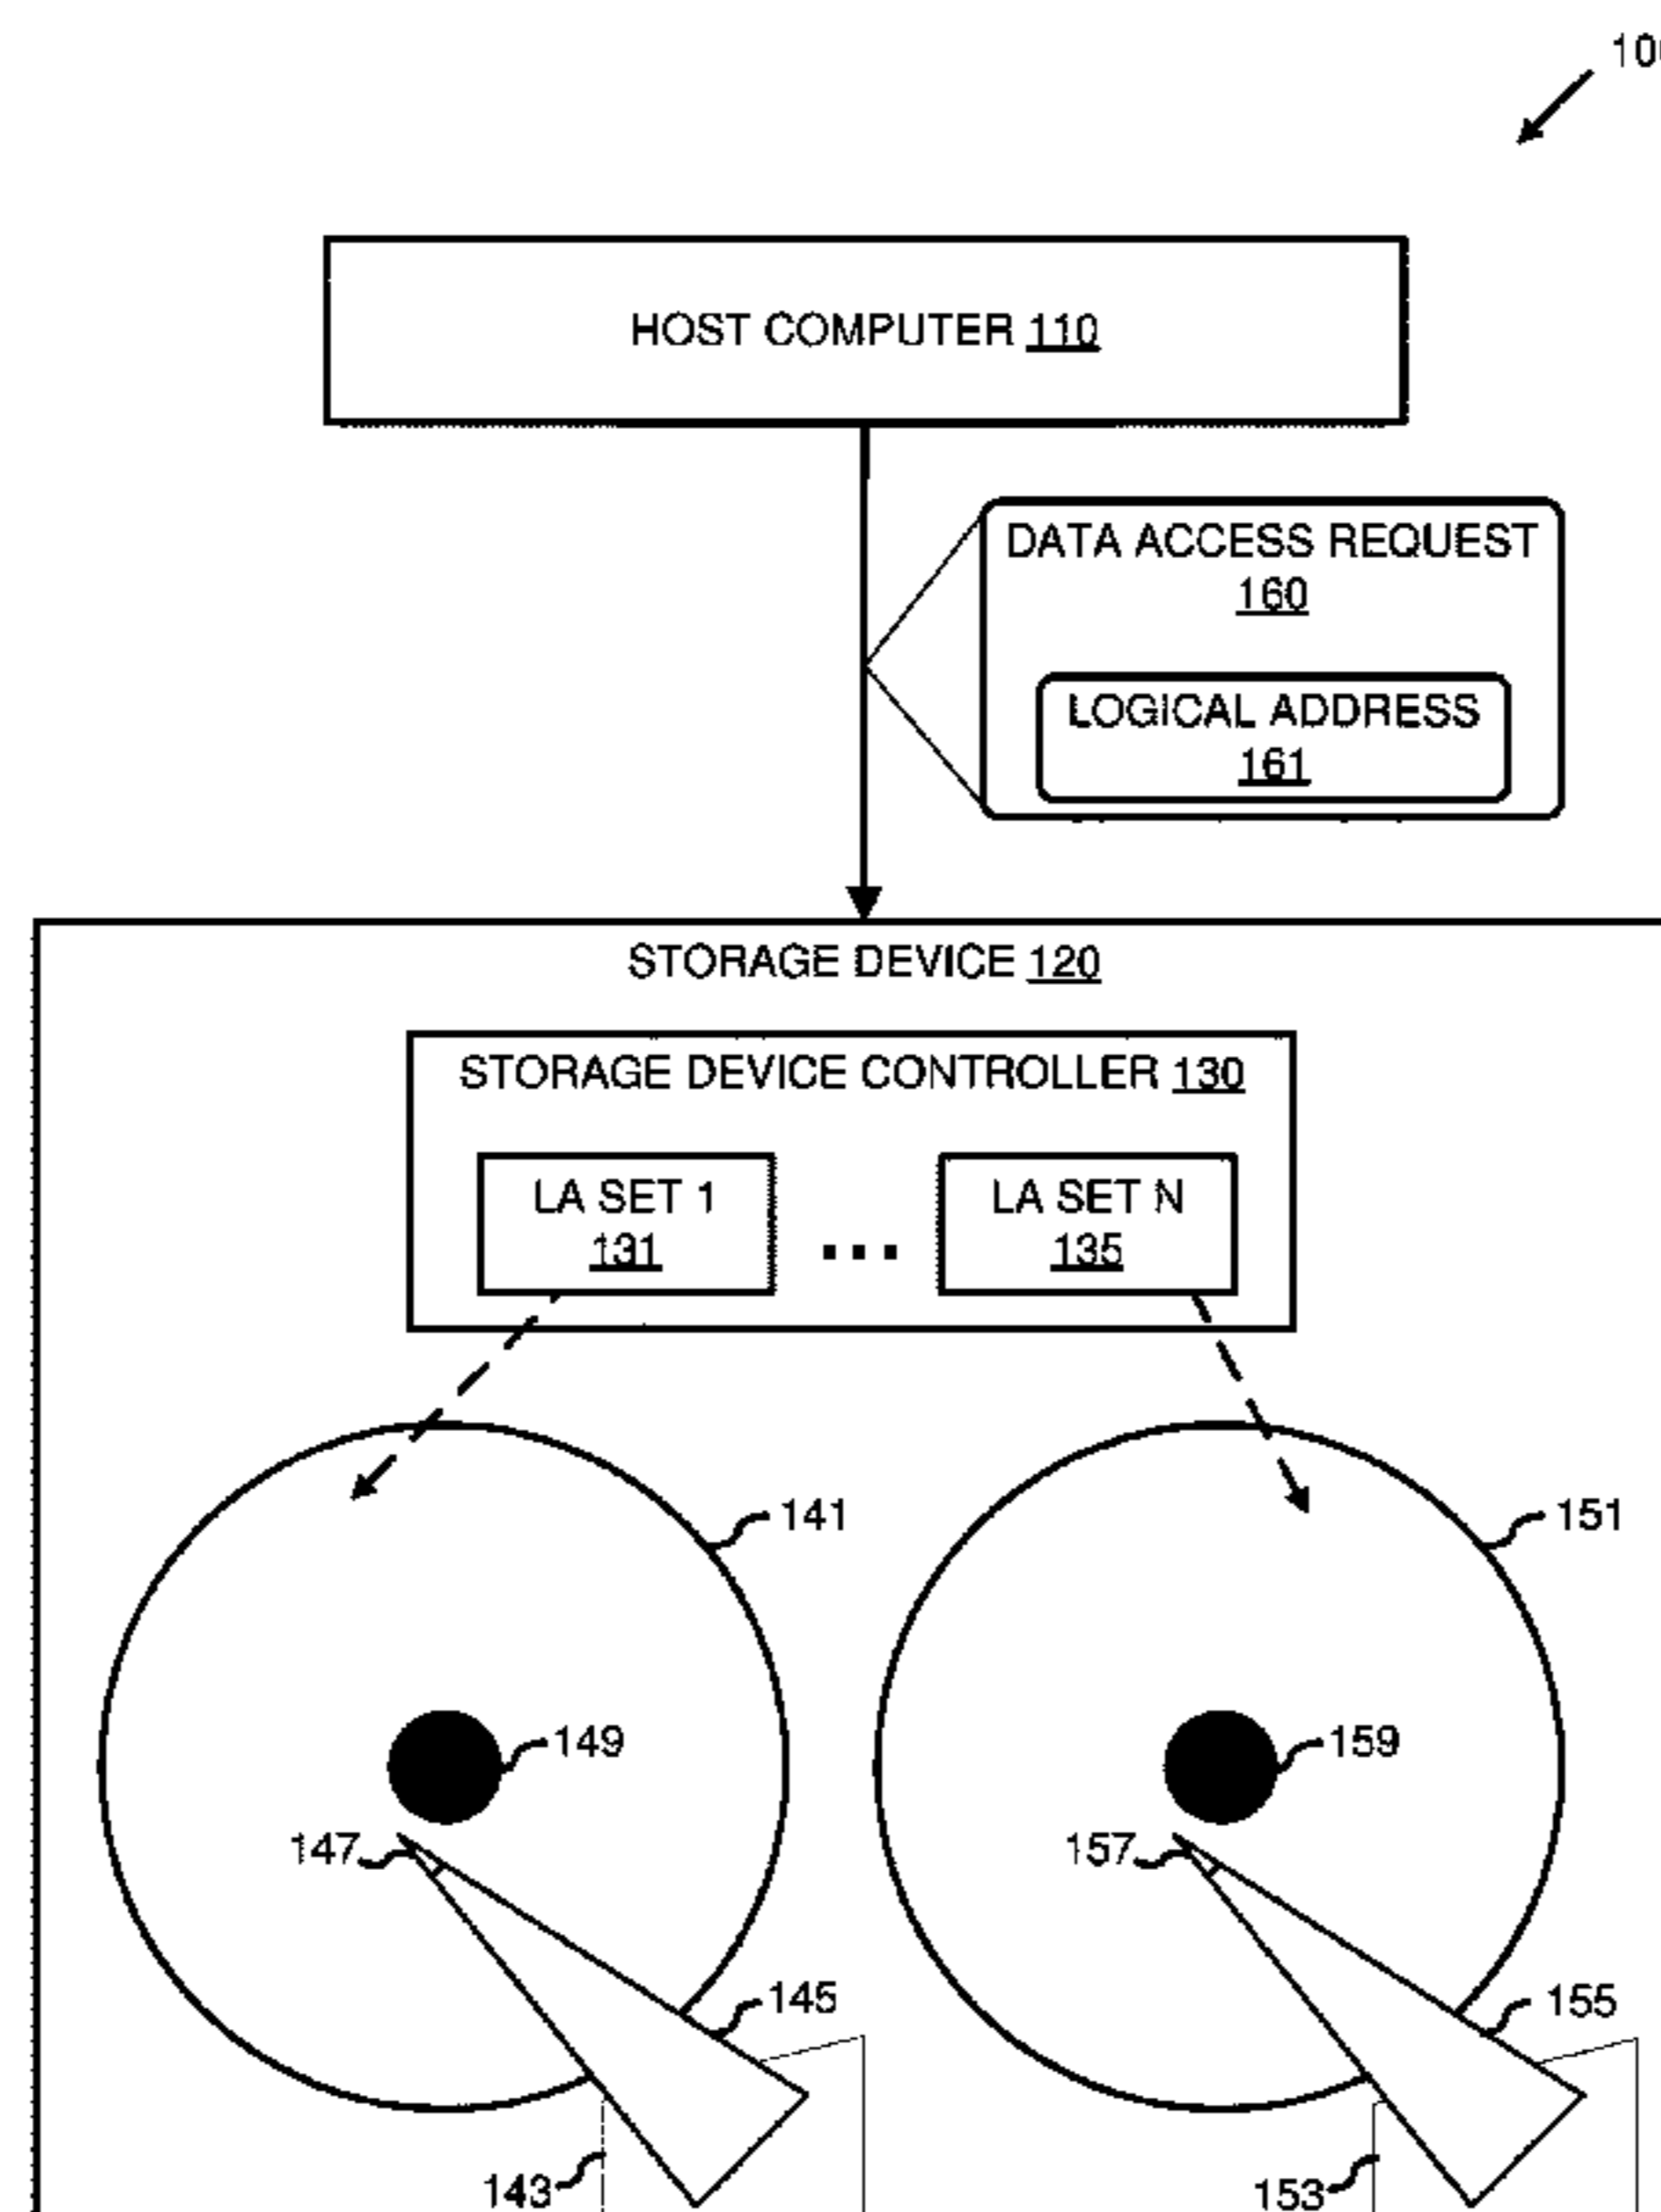 HOST COMPUTER 110
DATA ACCESS REQUEST
160
LOGICAL ADDRESS
161
STORAGE DEVICE 120
STORAGE DEVICE CONTROLLER 130
LA SET 1
131
...
LA SET N
135
141
151
149
159
147
157
145
155
143
153